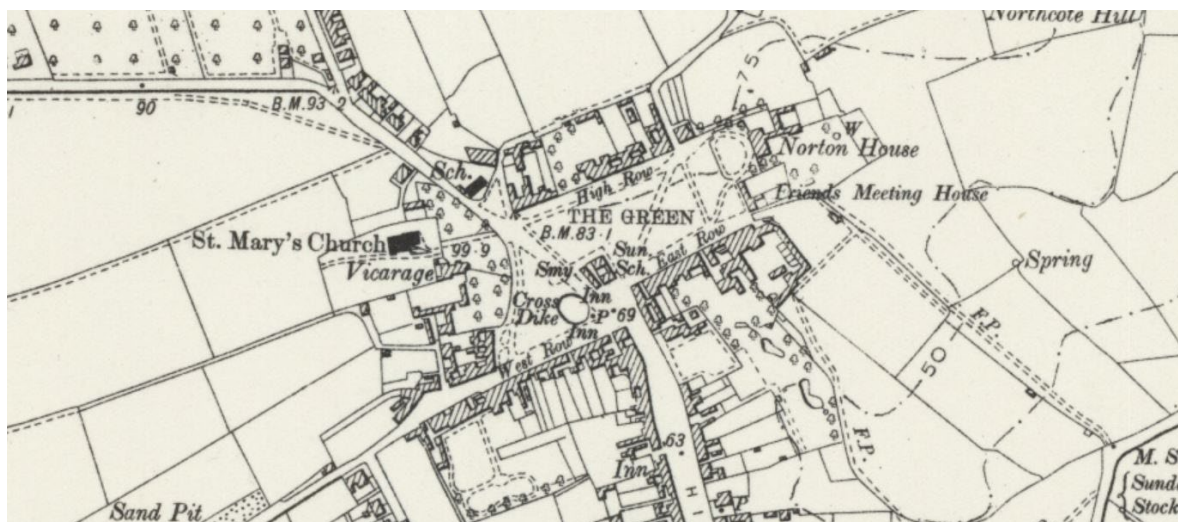 Northcote Hill
75
90
B.M. 93·2
W
Norton House
Sch.
High Row
Friends Meeting House
THE GREEN
St. Mary's Church
B.M. 83·1
99·9
Sun.
Sch.
East Row
Vicarage
Smy.
Spring
Inn
Cross
Dike
P
69
Inn
F.P.
West Row
50
63
F.P.
Inn
M. S
Sund
Stock
Sand Pit
P
H I